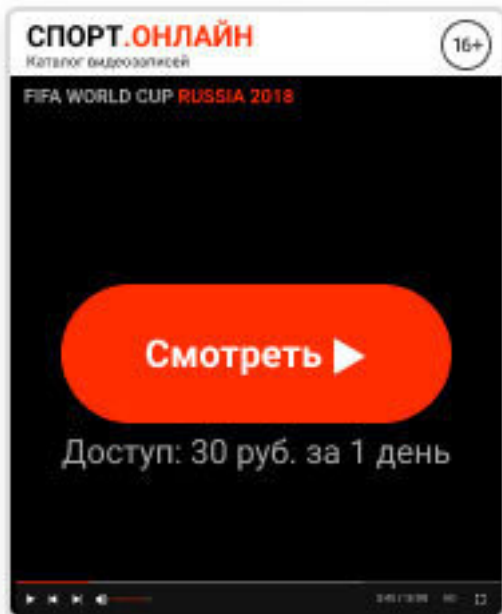 СПОРТ.ОНЛАЙН
Каталог видеозаписей
16+
FIFA WORLD CUP RUSSIA 2018
Смотреть
Доступ: 30 руб. за 1 день